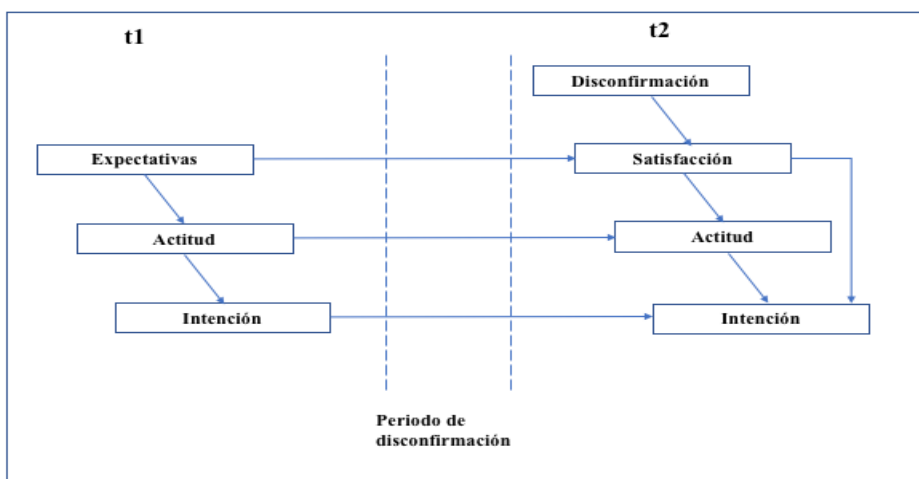 t1
t2
Disconfirmación
Expectativas
Satisfacción
Actitud
Actitud
Intención
Intención
Periodo de
disconfirmación